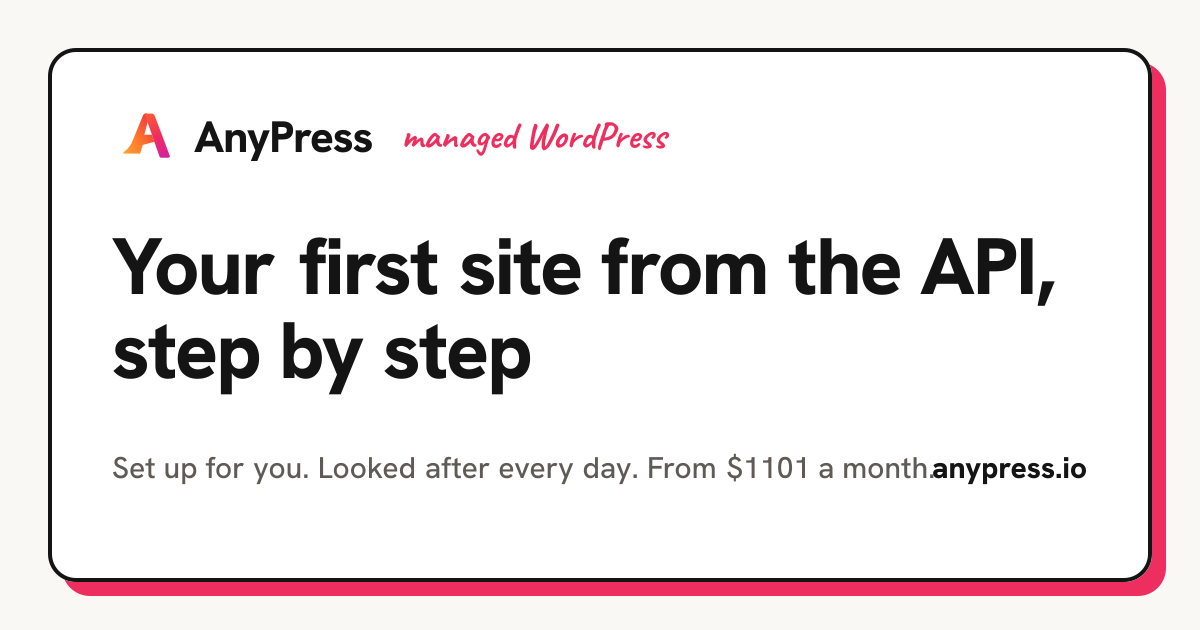 AnyPress managed WordPress
Your first site from the API,
step by step
Set up for you. Looked after every day. From $1101 a month.anypress.io